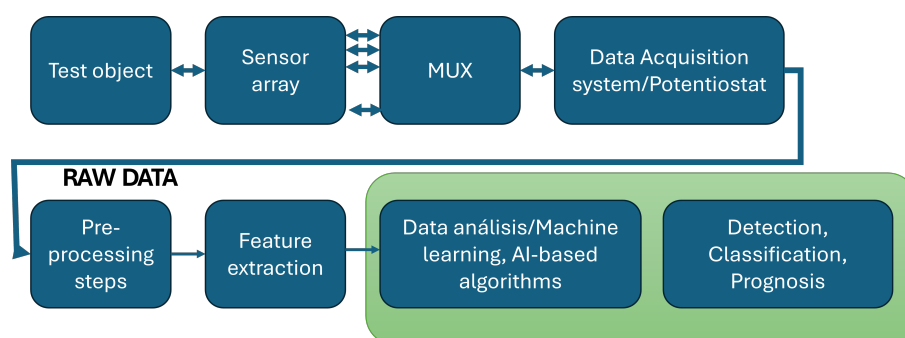 Test object
Sensor
array
MUX
Data Acquisition
system/Potentiostat
RAW DATA
Pre-
processing
steps
Feature
extraction
Data análisis/Machine
learning, AI-based
algorithms
Detection,
Classification,
Prognosis